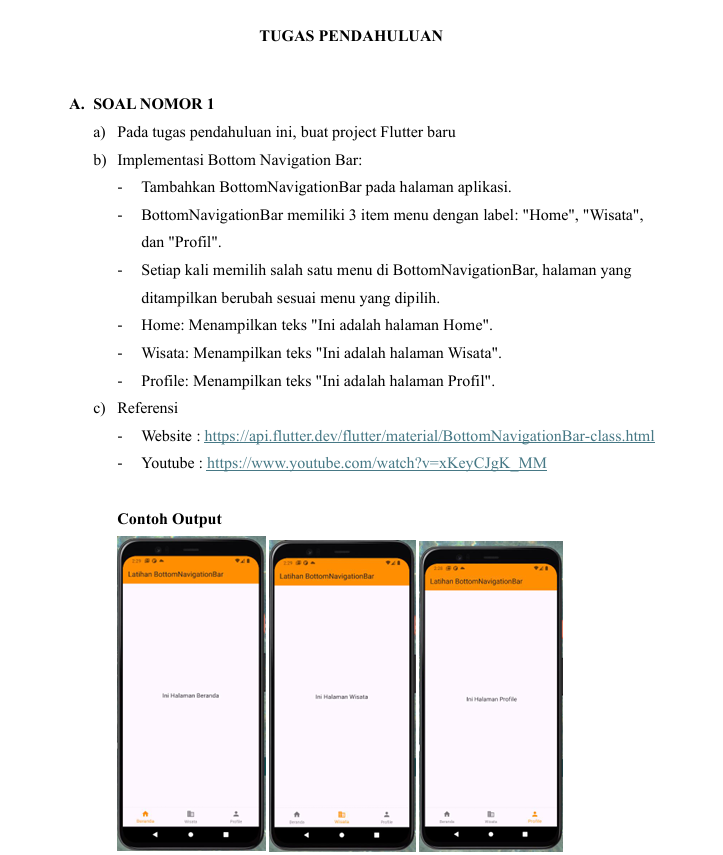 TUGAS PENDAHULUAN
A. SOAL NOMOR 1
a) Pada tugas pendahuluan ini, buat project Flutter baru
b) Implementasi Bottom Navigation Bar:
- Tambahkan BottomNavigationBar pada halaman aplikasi.
- BottomNavigationBar memiliki 3 item menu dengan label: "Home", "Wisata",
dan "Profil".
- Setiap kali memilih salah satu menu di BottomNavigationBar, halaman yang
ditampilkan berubah sesuai menu yang dipilih.
- Home: Menampilkan teks "Ini adalah halaman Home".
- Wisata: Menampilkan teks "Ini adalah halaman Wisata".
- Profile: Menampilkan teks "Ini adalah halaman Profil".
c) Referensi
- Website : https://api.flutter.dev/flutter/material/BottomNavigationBar-class.html
- Youtube : https://www.youtube.com/watch?v=xKeyCJgK_MM
Contoh Output
Latihan BottomNavigationBar
Ini Halaman Beranda
Beranda Wisata Profile
Latihan BottomNavigationBar
Ini Halaman Wisata
Beranda Wisata Profile
Latihan BottomNavigationBar
Ini Halaman Profile
Beranda Wisata Profile